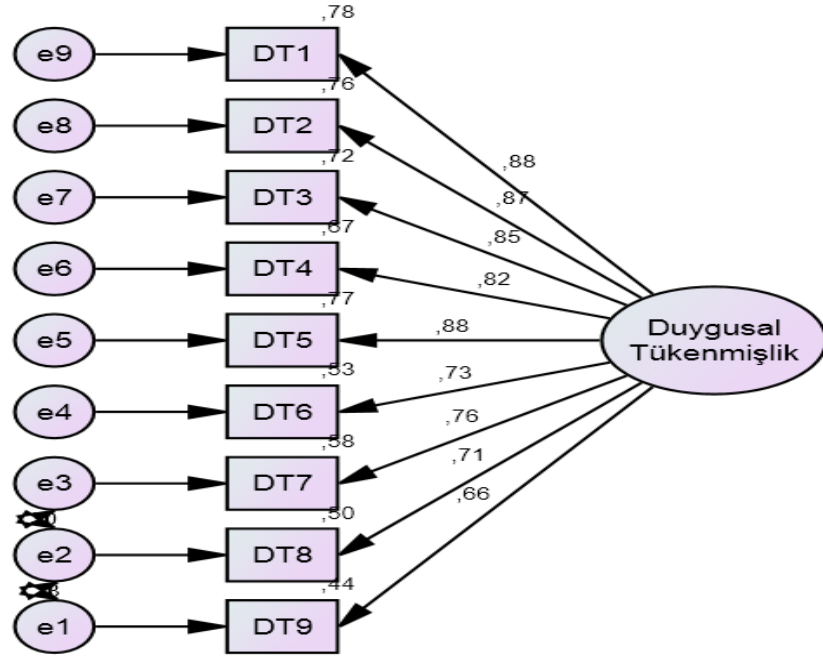 ,78
e9
DT1
,76
,88
e8
DT2
,72
,87
e7
DT3
,85
,67
e6
DT4
,82
,77
e5
DT5
,88
Duygusal
Tükenmişlik
,53
e4
DT6
,73
,58
e3
DT7
,76
,50
e2
DT8
,71
,44
e1
DT9
,66